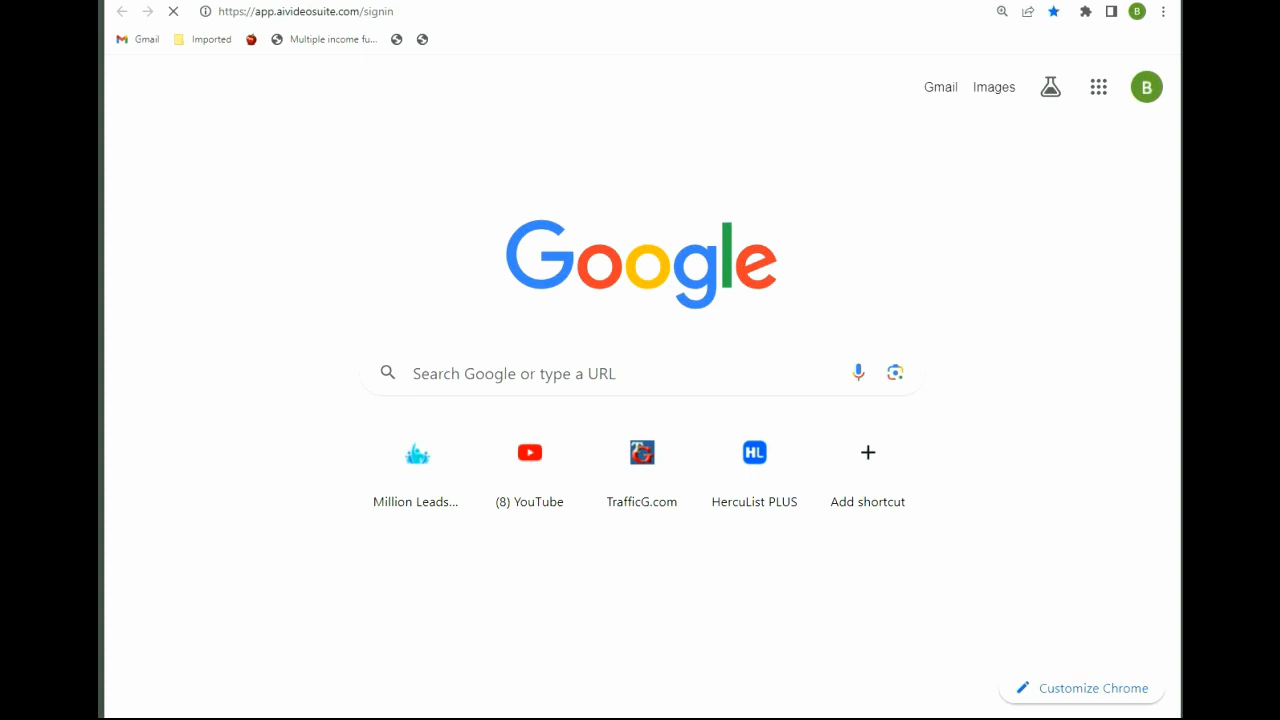 https://app.aivideosuite.com/signin
B
Gmail
Imported
Multiple income fu...
Gmail
Images
B
Google
Search Google or type a URL
TG
HL
Million Leads...
(8) YouTube
TrafficG.com
HercuList PLUS
Add shortcut
Customize Chrome